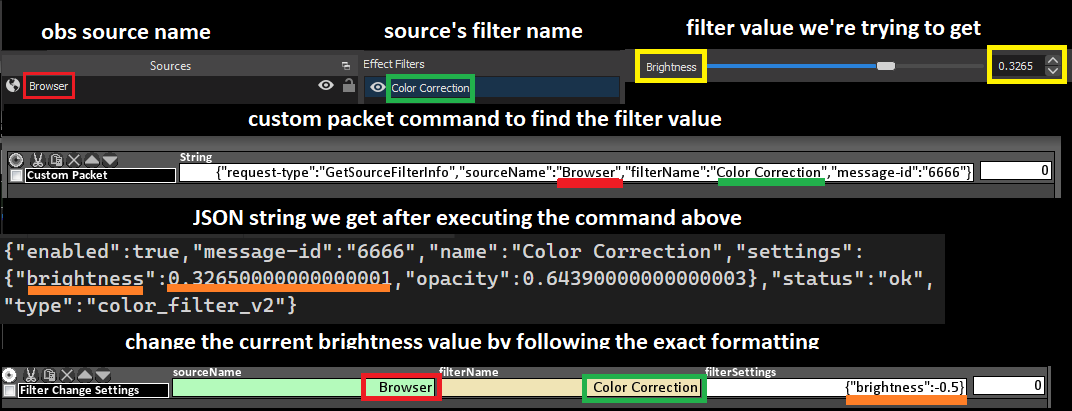 obs source name
source's filter name
filter value we're trying to get
Sources
Effect Filters
Brightness
0.3265
Browser
Color Correction
custom packet command to find the filter value
String
Custom Packet
{"request-type":"GetSourceFilterInfo","sourceName":"Browser","filterName":"Color Correction","message-id":"6666"}
0
JSON string we get after executing the command above
{"enabled":true,"message-id":"6666","name":"Color Correction","settings":
{"brightness":0.32650000000000001,"opacity":0.64390000000000003},"status":"ok",
"type":"color_filter_v2"}
change the current brightness value by following the exact formatting
sourceName
filterName
filterSettings
Filter Change Settings
Browser
Color Correction
{"brightness":-0.5}
0